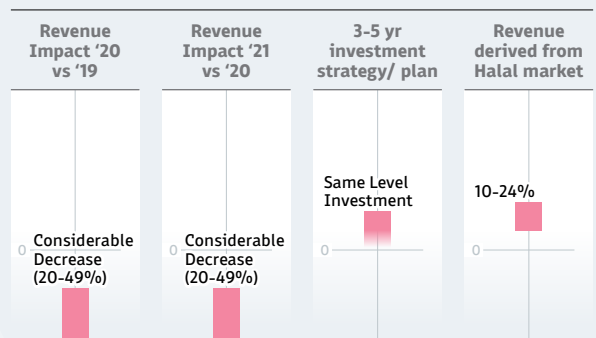 Revenue
Impact ‘20
vs ‘19
Revenue
Impact ‘21
vs ‘20
3-5 yr
investment
strategy/ plan
Revenue
derived from
Halal market
0
Considerable
Decrease
(20-49%)
0
Considerable
Decrease
(20-49%)
Same Level
Investment
0
10-24%
0